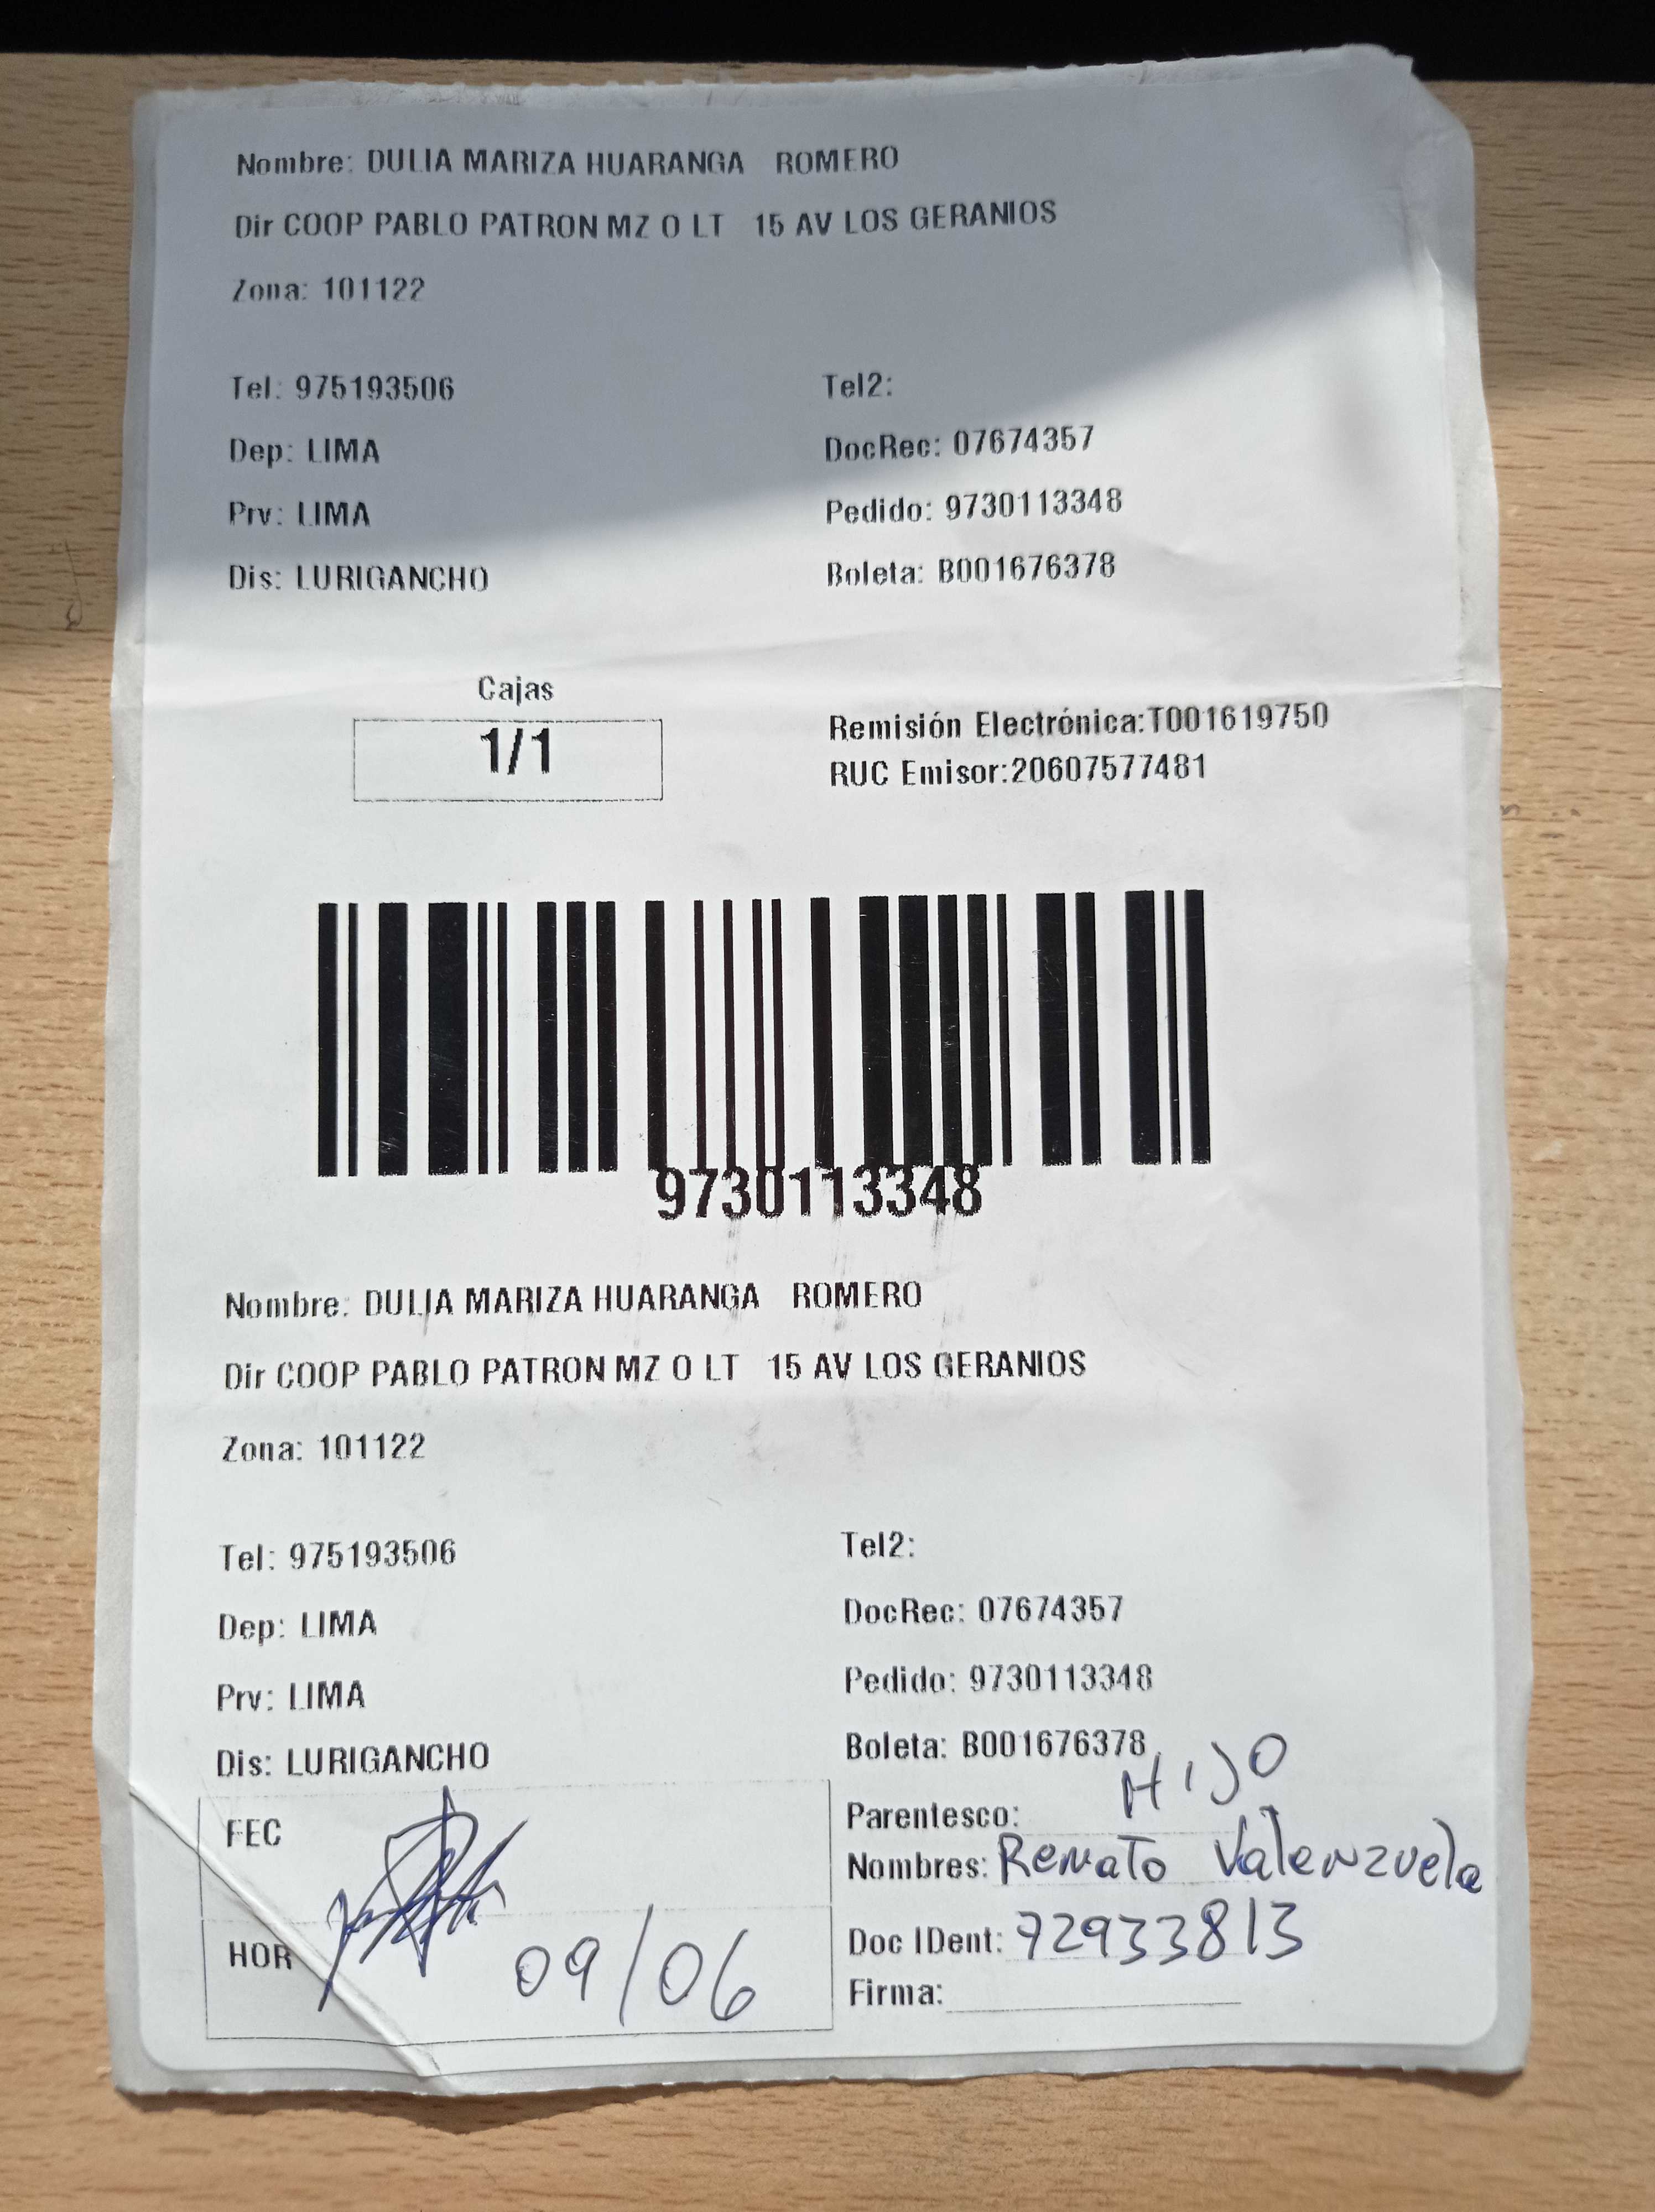 Nombre: DULIA MARIZA HUARANGA ROMERO
Dir COOP PABLO PATRON MZ O LT 15 AV LOS GERANIOS
Zona: 101122
Tel: 975193506 Tel2:
Dep: LIMA DocRec: 07674357
Prv: LIMA Pedido: 9730113348
Dis: LURIGANCHO Boleta: B001676378
Cajas
1/1
Remisión Electrónica:T001619750
RUC Emisor:20607577481
9730113348
Nombre: DULIA MARIZA HUARANGA ROMERO
Dir COOP PABLO PATRON MZ O LT 15 AV LOS GERANIOS
Zona: 101122
Tel: 975193506 Tel2:
Dep: LIMA DocRec: 07674357
Prv: LIMA Pedido: 9730113348
Dis: LURIGANCHO Boleta: B001676378
FEC
HOR 09/06
Parentesco: HIJO
Nombres: Renato Valenzuela
Doc IDent: 72933813
Firma: